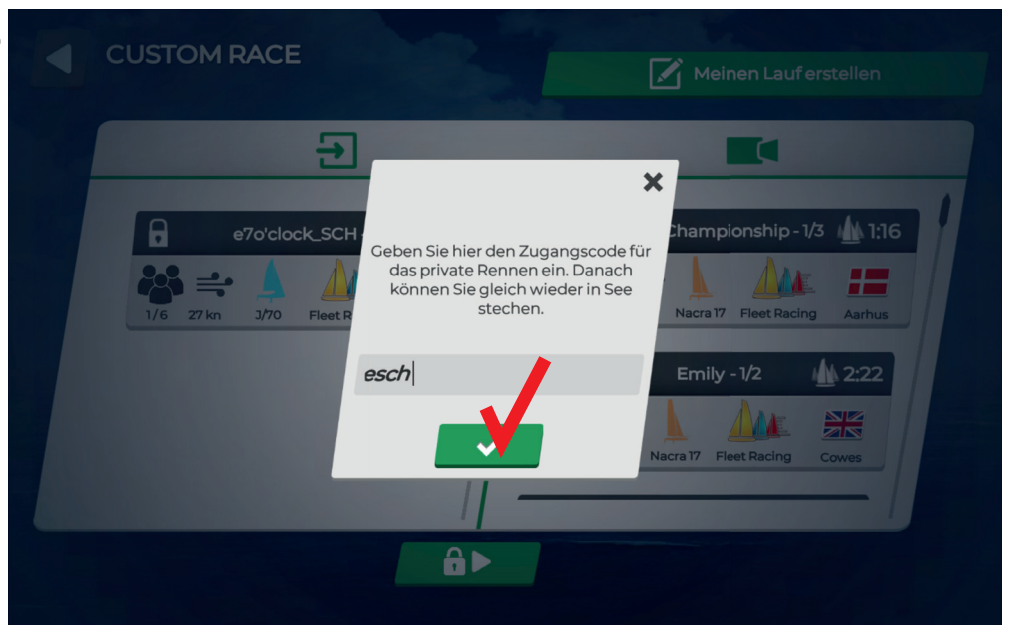 CUSTOM RACE
Meinen Lauf erstellen
e7o'clock_SCH -
1/6
27 kn
J/70
Fleet R
Geben Sie hier den Zugangscode für
das private Rennen ein. Danach
können Sie gleich wieder in See
stechen.
esch
Championship - 1/3
1:16
Nacra 17
Fleet Racing
Aarhus
Emily - 1/2
2:22
Nacra 17
Fleet Racing
Cowes